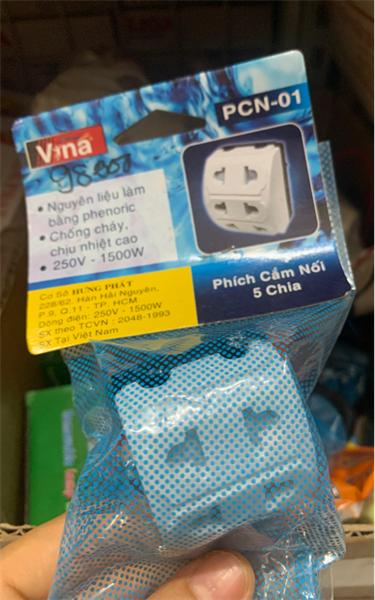 PCN-01
Vina
• Nguyên liệu làm
bằng phenoric
• Chống cháy,
chịu nhiệt cao
• 250V - 1500W
Phích Cắm Nối
5 Chia
Cơ Sở HƯNG PHÁT
228/62, Hàn Hải Nguyên,
P.9, Q.11 - TP. HCM
Dòng điện: 250V - 1500W
SX theo TCVN : 2048-1993
SX Tại Việt Nam